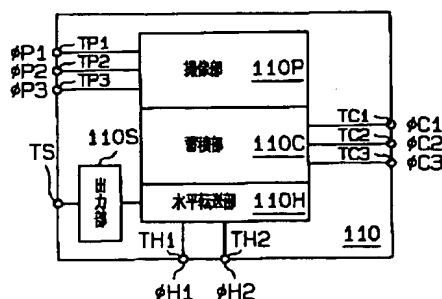 φP1 TP1
φP2 TP2
φP3 TP3
撮像部
110P
110S
TS
出力部
蓄積部
110C
TC1 φC1
TC2 φC2
TC3 φC3
水平転送部
110H
TH1 TH2
110
φH1 φH2